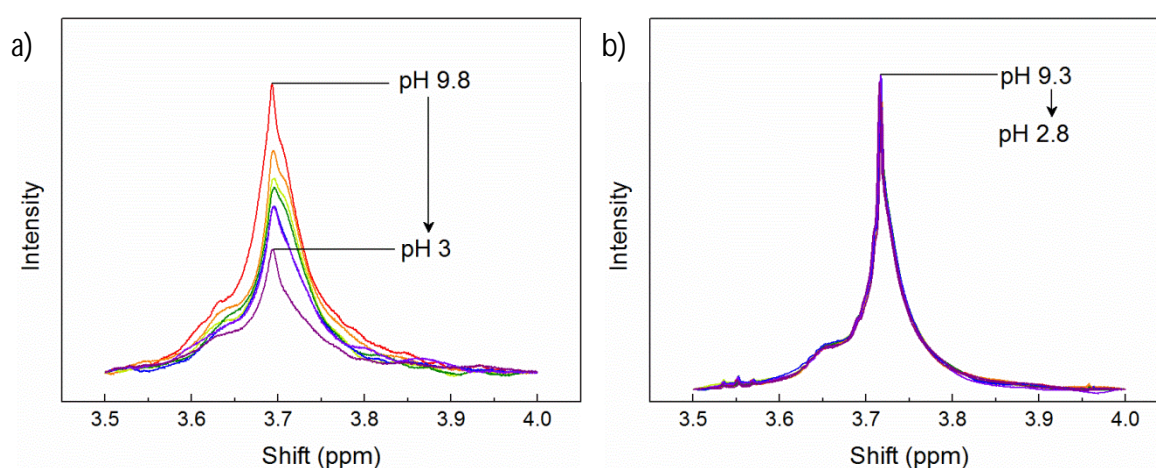 a)
pH 9.8
pH 3
Intensity
3.5 3.6 3.7 3.8 3.9 4.0
Shift (ppm)
b)
pH 9.3
pH 2.8
Intensity
3.5 3.6 3.7 3.8 3.9 4.0
Shift (ppm)